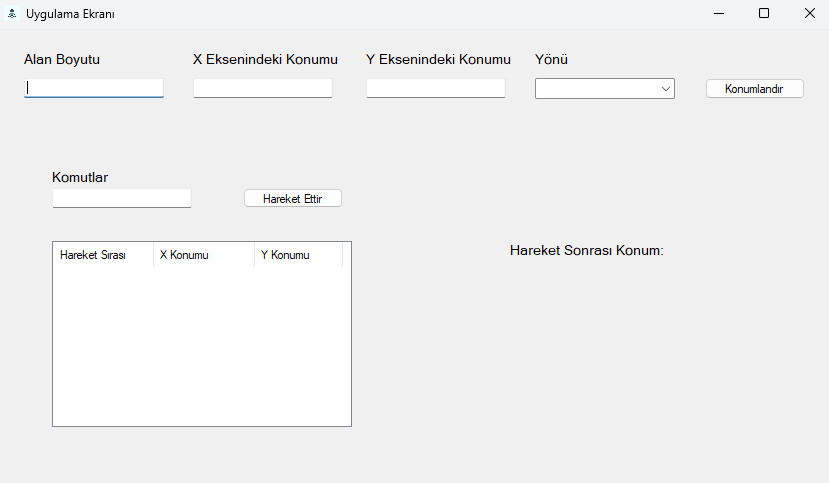 Uygulama Ekranı
Alan Boyutu
X Eksenindeki Konumu
Y Eksenindeki Konumu
Yönü
Konumlandır
Komutlar
Hareket Ettir
Hareket Sırası
X Konumu
Y Konumu
Hareket Sonrası Konum: